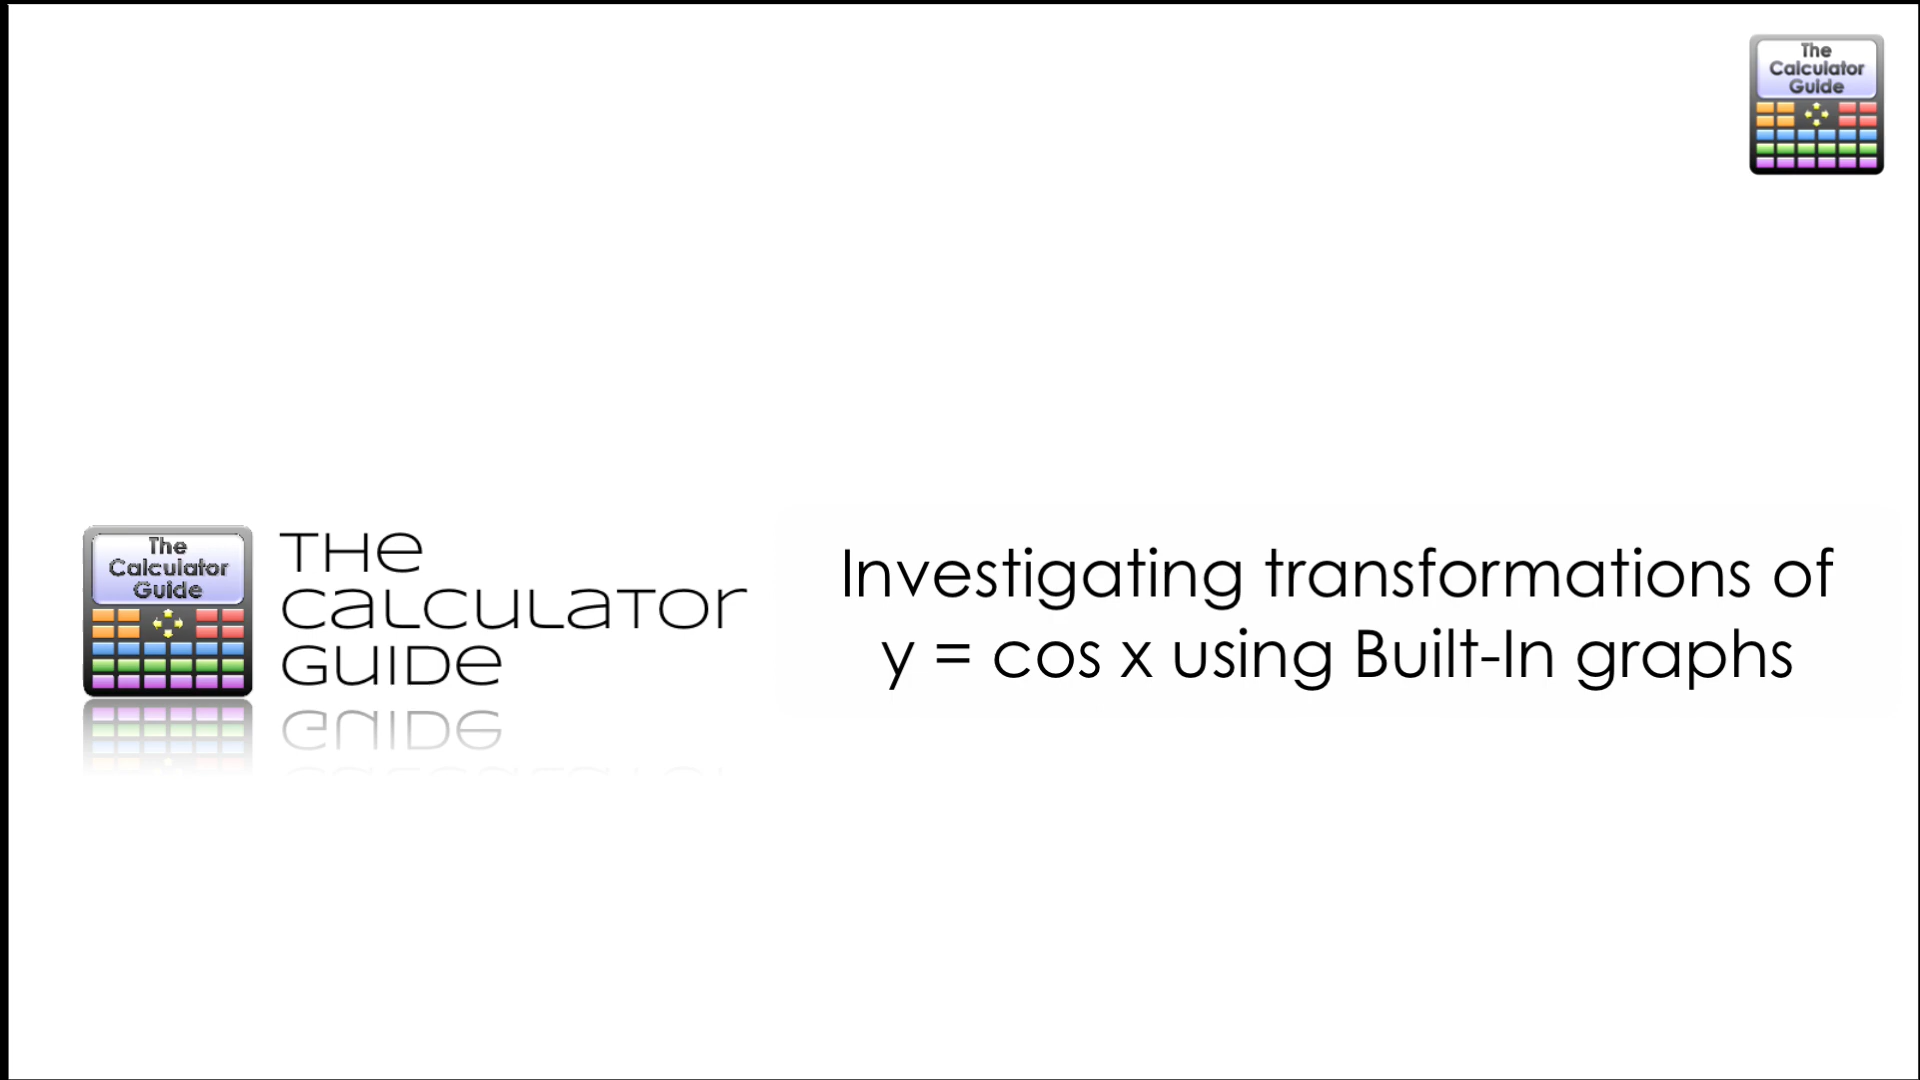 The
Calculator
Guide
The
Calculator
Guide
THe
CaLCULaTOr
GUIDe
Investigating transformations of
y = cos x using Built-In graphs